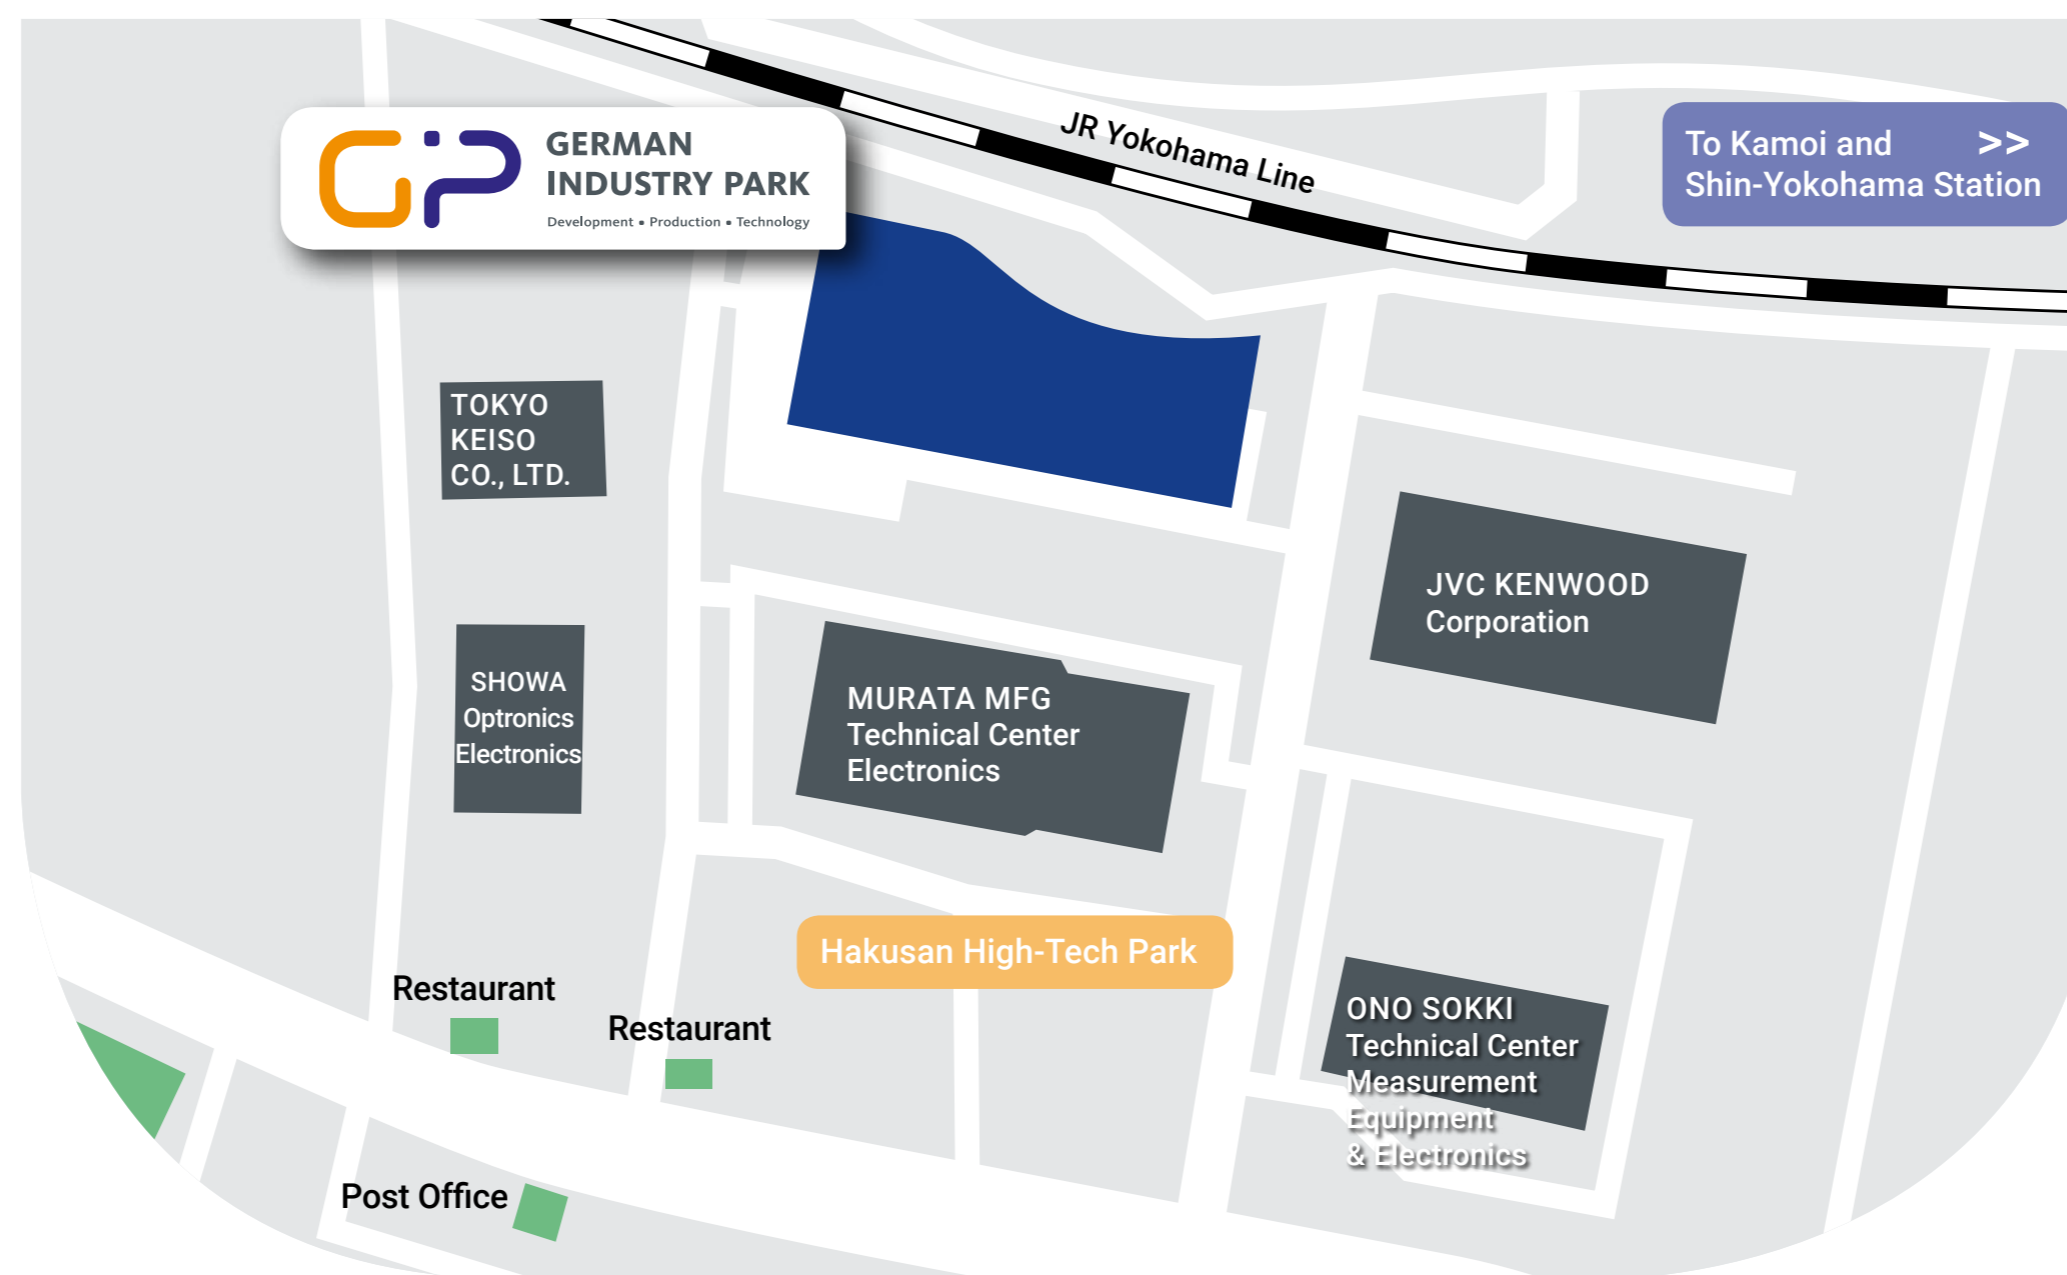 GERMAN
INDUSTRY PARK
Development ▪ Production ▪ Technology
JR Yokohama Line
To Kamoi and >>
Shin-Yokohama Station
TOKYO
KEISO
CO., LTD.
JVC KENWOOD
Corporation
SHOWA
Optronics
Electronics
MURATA MFG
Technical Center
Electronics
Hakusan High-Tech Park
Restaurant
Restaurant
ONO SOKKI
Technical Center
Measurement
Equipment
& Electronics
Post Office